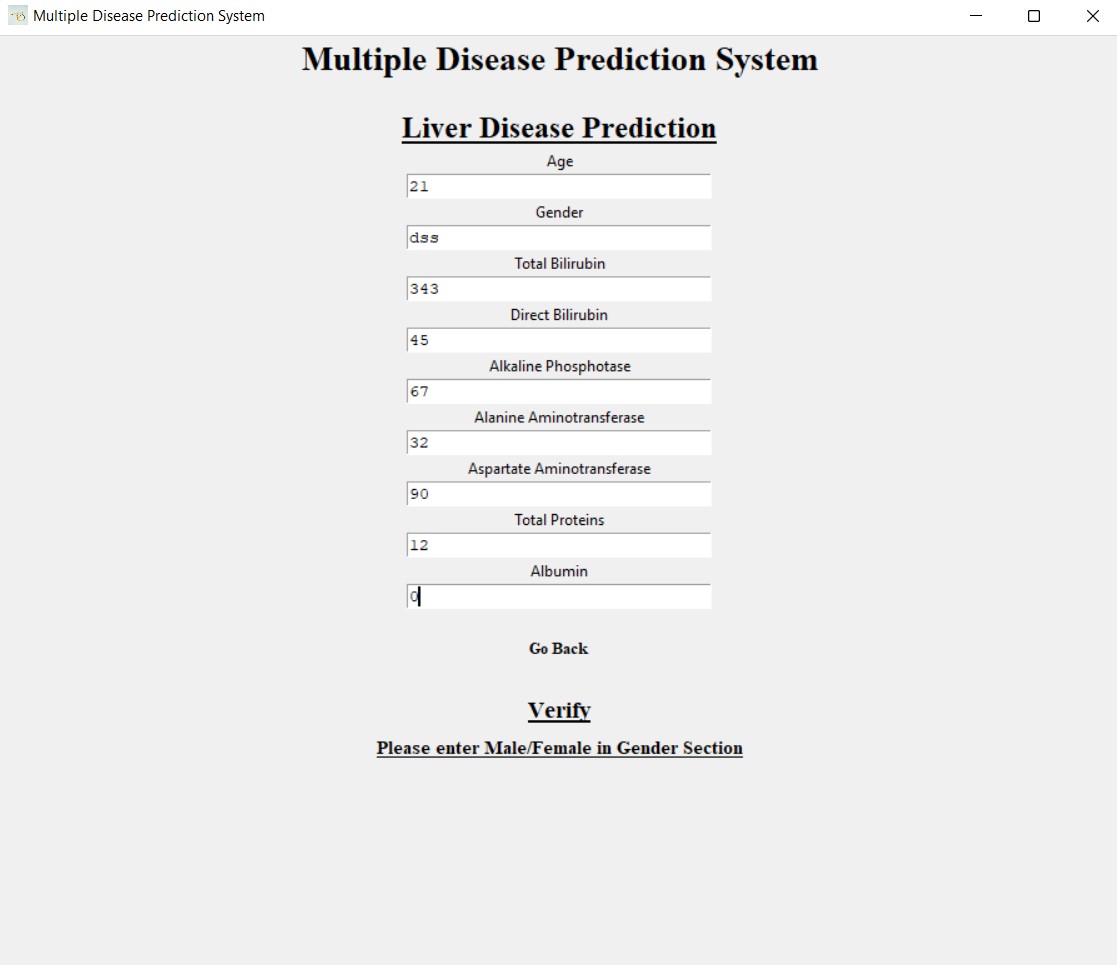 Multiple Disease Prediction System
Multiple Disease Prediction System
Liver Disease Prediction
Age
21
Gender
dss
Total Bilirubin
343
Direct Bilirubin
45
Alkaline Phosphotase
67
Alanine Aminotransferase
32
Aspartate Aminotransferase
90
Total Proteins
12
Albumin
0
Go Back
Verify
Please enter Male/Female in Gender Section